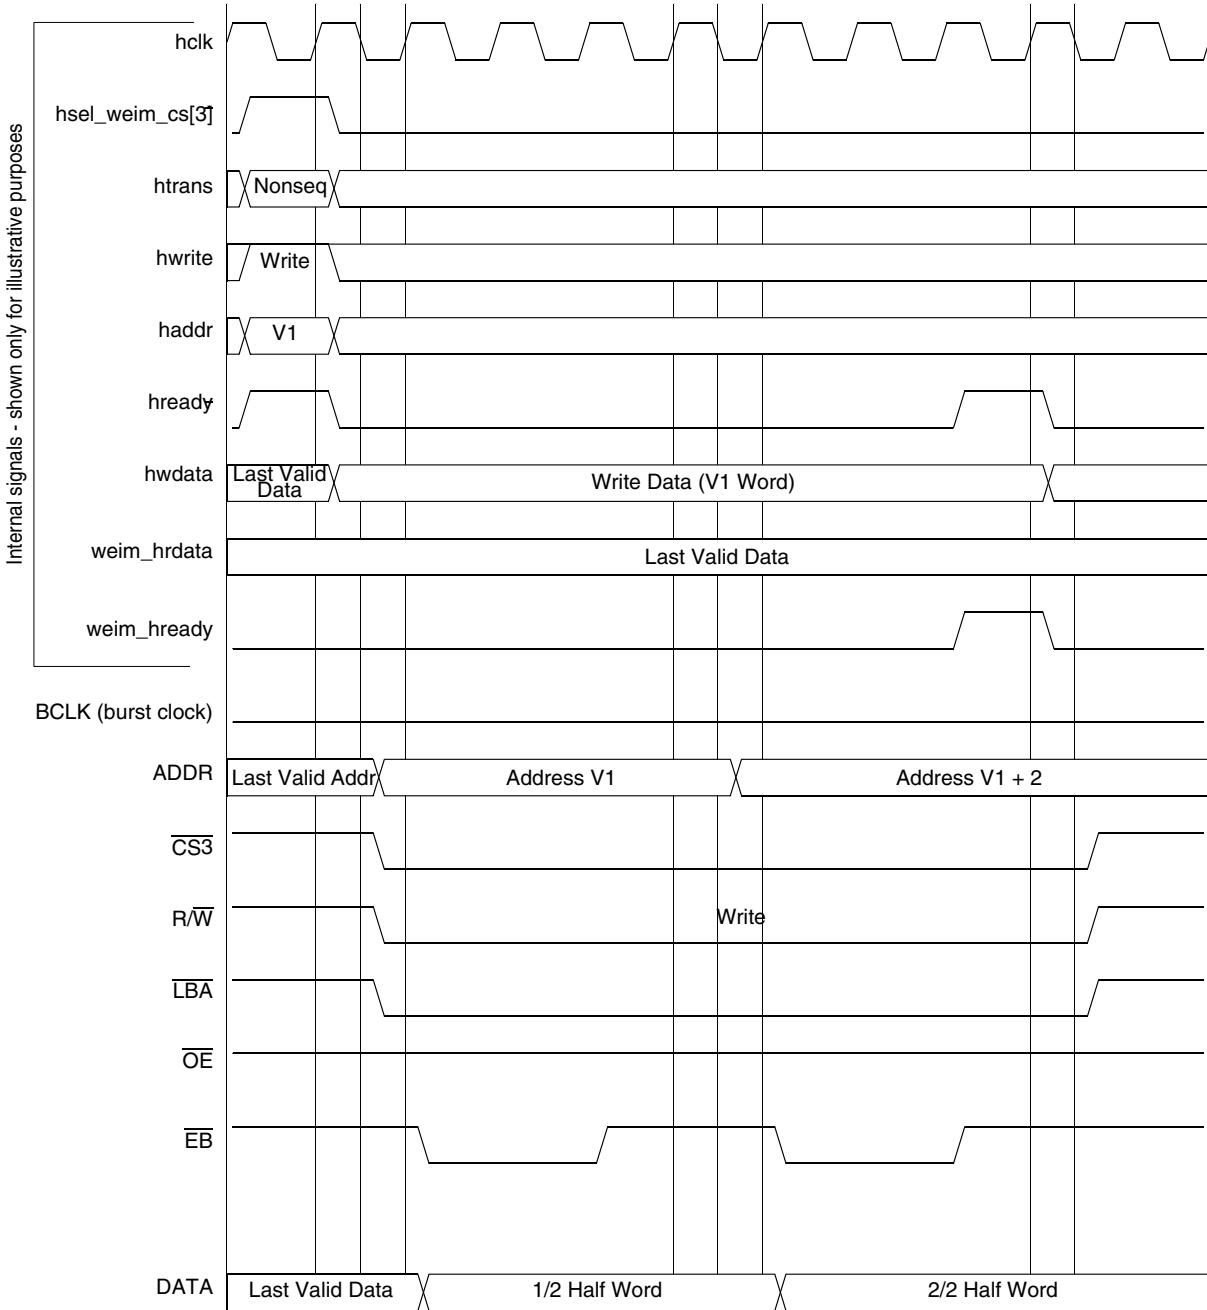 Internal signals - shown only for illustrative purposes
hclk
hsel_weim_cs[3]
htrans
Nonseq
hwrite
Write
haddr
V1
hready
hwdata
Last Valid
Data
Write Data (V1 Word)
weim_hrdata
Last Valid Data
weim_hready
BCLK (burst clock)
ADDR
Last Valid Addr
Address V1
Address V1 + 2
CS3
R/W
Write
LBA
OE
EB
DATA
Last Valid Data
1/2 Half Word
2/2 Half Word